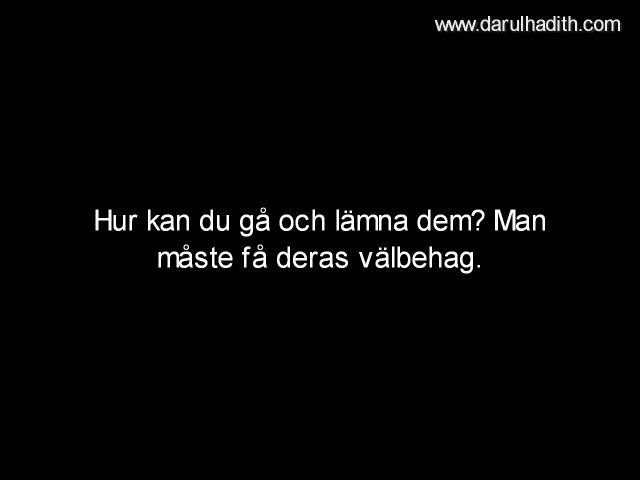 www.darulhadith.com
Hur kan du gå och lämna dem? Man
måste få deras välbehag.